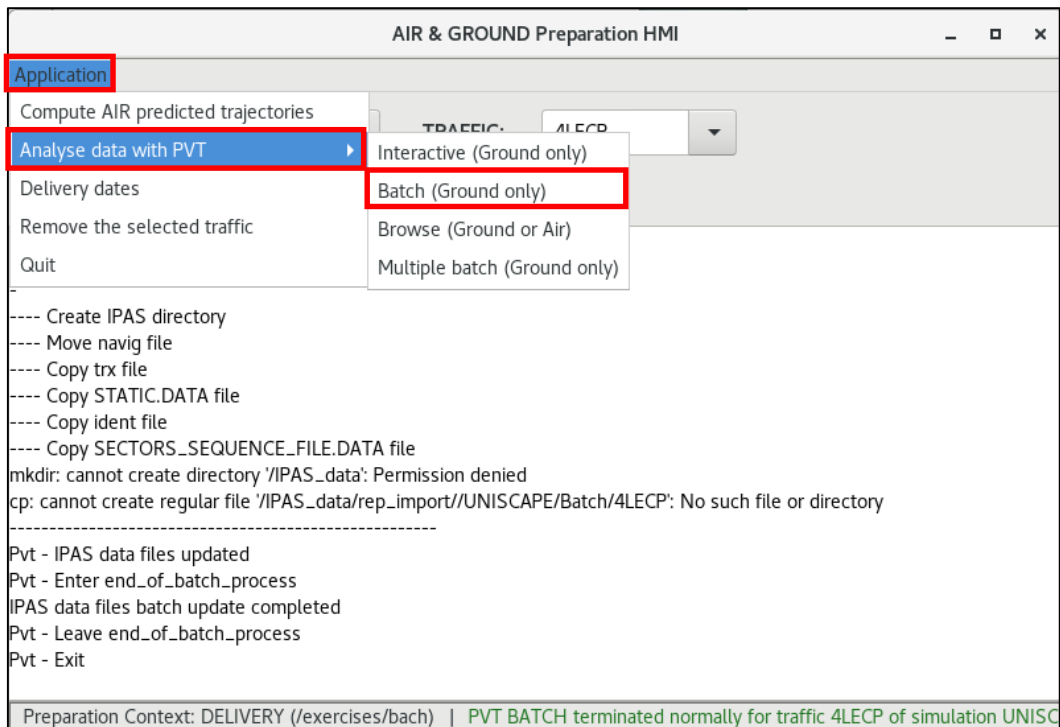 AIR & GROUND Preparation HMI
Application
Compute AIR predicted trajectories
TRAFFIC: 4LECP
Analyse data with PVT
Interactive (Ground only)
Delivery dates
Batch (Ground only)
Remove the selected traffic
Browse (Ground or Air)
Quit
Multiple batch (Ground only)
-
---- Create IPAS directory
---- Move navig file
---- Copy trx file
---- Copy STATIC.DATA file
---- Copy ident file
---- Copy SECTORS_SEQUENCE_FILE.DATA file
mkdir: cannot create directory '/IPAS_data': Permission denied
cp: cannot create regular file '/IPAS_data/rep_import//UNISCAPE/Batch/4LECP': No such file or directory
------------------------------------------------------
Pvt - IPAS data files updated
Pvt - Enter end_of_batch_process
IPAS data files batch update completed
Pvt - Leave end_of_batch_process
Pvt - Exit
Preparation Context: DELIVERY (/exercises/bach) | PVT BATCH terminated normally for traffic 4LECP of simulation